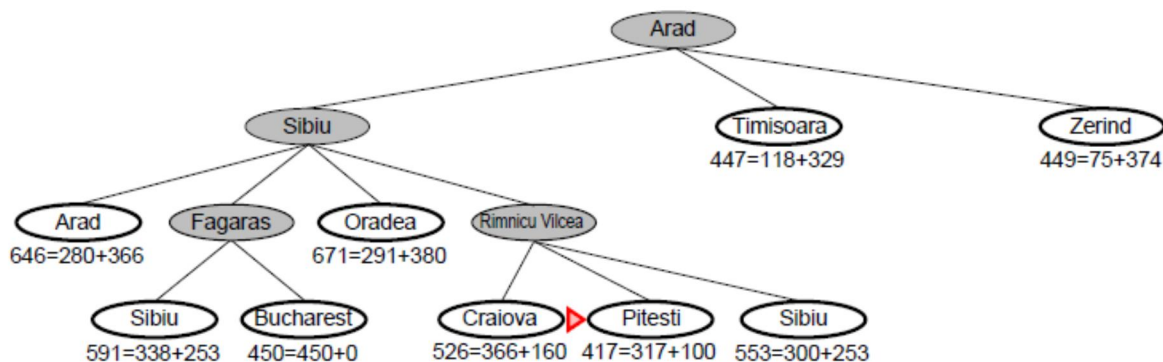 Arad
Sibiu
Timisoara
Zerind
447=118+329
449=75+374
Arad
Fagaras
Oradea
Rimnicu Vilcea
646=280+366
671=291+380
Sibiu
Bucharest
Craiova
Pitesti
Sibiu
591=338+253
450=450+0
526=366+160
417=317+100
553=300+253